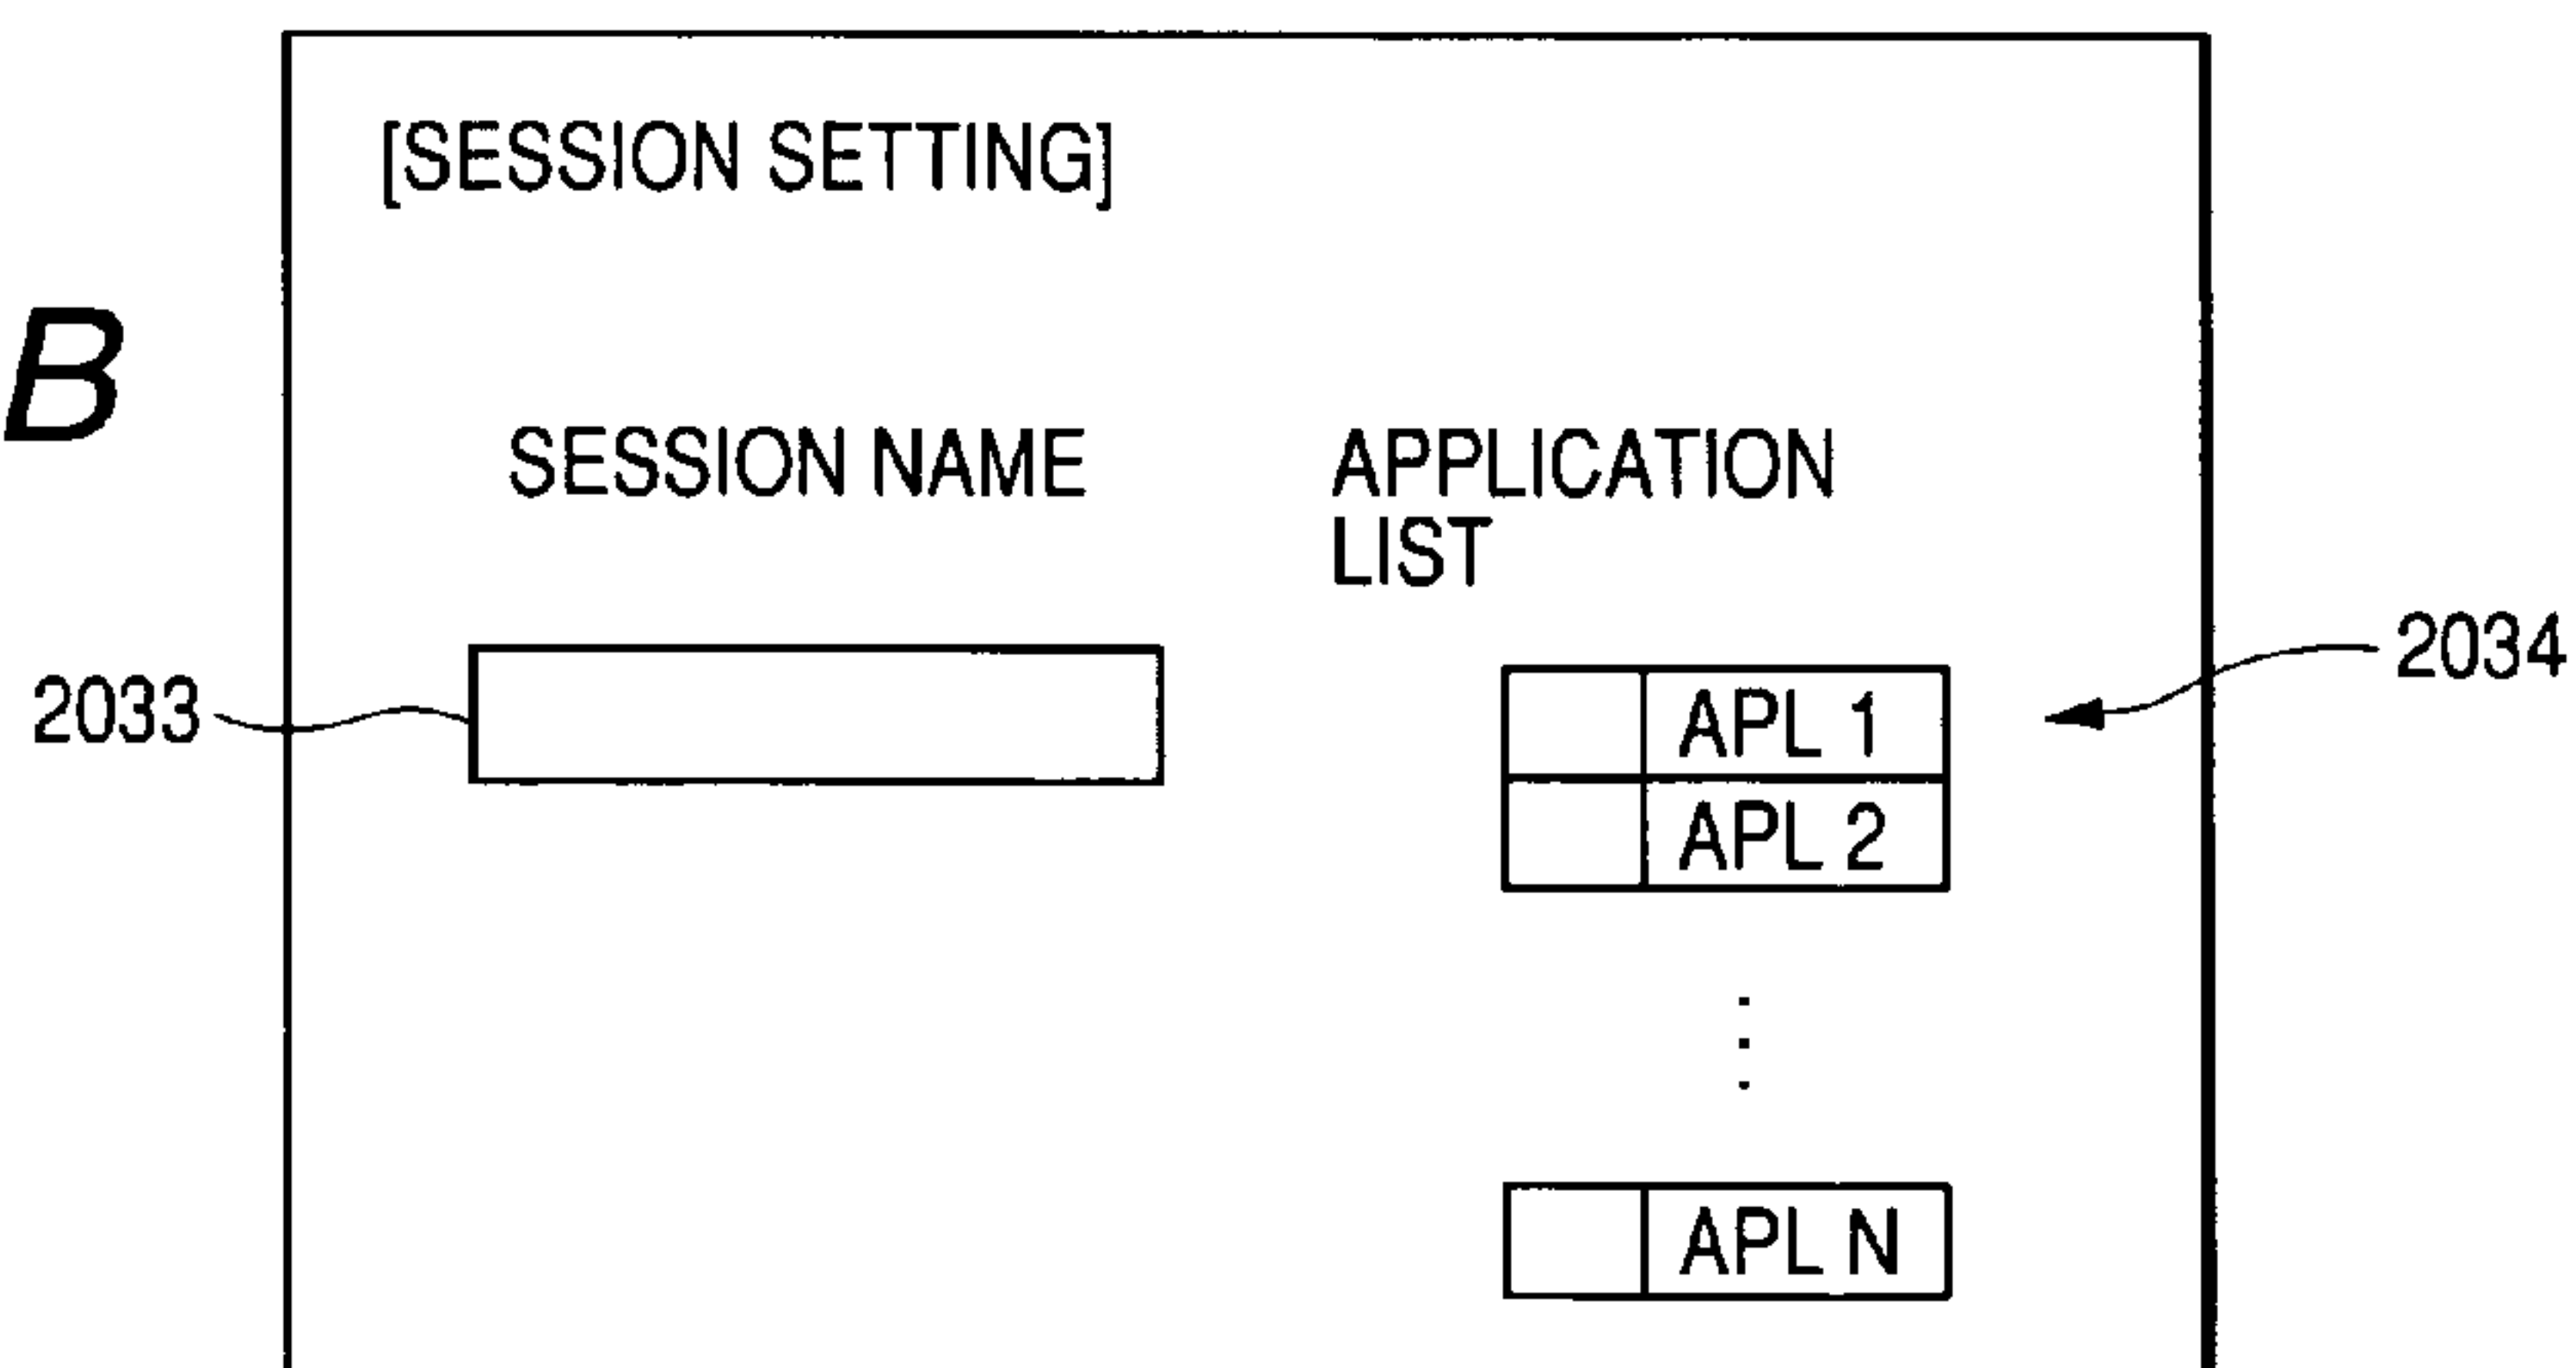 [SESSION SETTING]
B
SESSION NAME
APPLICATION
LIST
2033
2034
APL 1
APL 2
APL N